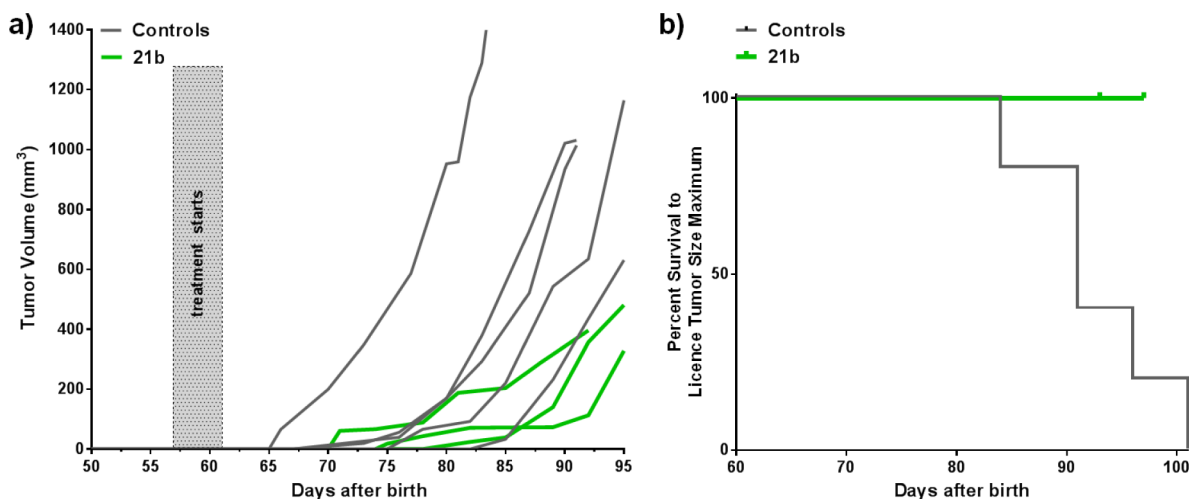 a)
Controls
21b
Tumor Volume (mm³)
1400
1200
1000
800
600
400
200
0
treatment starts
50
55
60
65
70
75
80
85
90
95
Days after birth
b)
Controls
21b
Percent Survival to
Licence Tumor Size Maximum
100
50
0
60
70
80
90
100
Days after birth